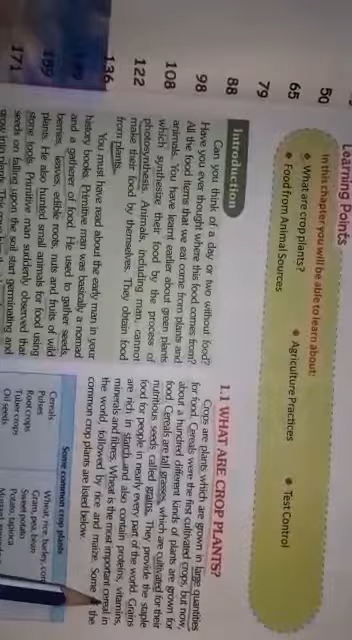 Learning Points
In this chapter you will be able to learn about:
• What are crop plants?
• Agriculture Practices
• Test Control
• Food from Animal Sources
50
65
79
88
98
108
122
136
159
171
Introduction
Can you think of a day or two without food?
Have you ever thought where this food comes from?
All the food items that we eat come from plants and
animals. You have learnt earlier about green plants
which synthesize their food by the process of
photosynthesis. Animals, including man, cannot
make their food by themselves. They obtain food
from plants.
You must have read about the early man in your
history books. Primitive man was basically a nomad
and a gatherer of food. He used to gather seeds,
berries, leaves, edible roots, nuts and fruits of wild
plants. He also hunted small animals for food using
stone tools. Primitive man suddenly observed that
seeds on falling upon the soil start germinating and
grow into plants.
1.1 WHAT ARE CROP PLANTS?
Crops are plants which are grown in large quantities
for food. Cereals were the first cultivated crops, but now,
about a hundred different kinds of plants are grown for
food. Cereals are tall grasses, which are cultivated for their
nutritious seeds called grains. They provide the staple
food for people in nearly every part of the world. Grains
are rich in starch and also contain proteins, vitamins,
minerals and fibres. Wheat is the most important cereal in
the world, followed by rice and maize. Some the
common crop plants are listed below.
Some common crop plants
Cereals Wheat, rice, barley, corn
Pulses Gram, pea, bean
Root crops Sweet potato
Tuber crops Potato, tapioca
Oil seeds